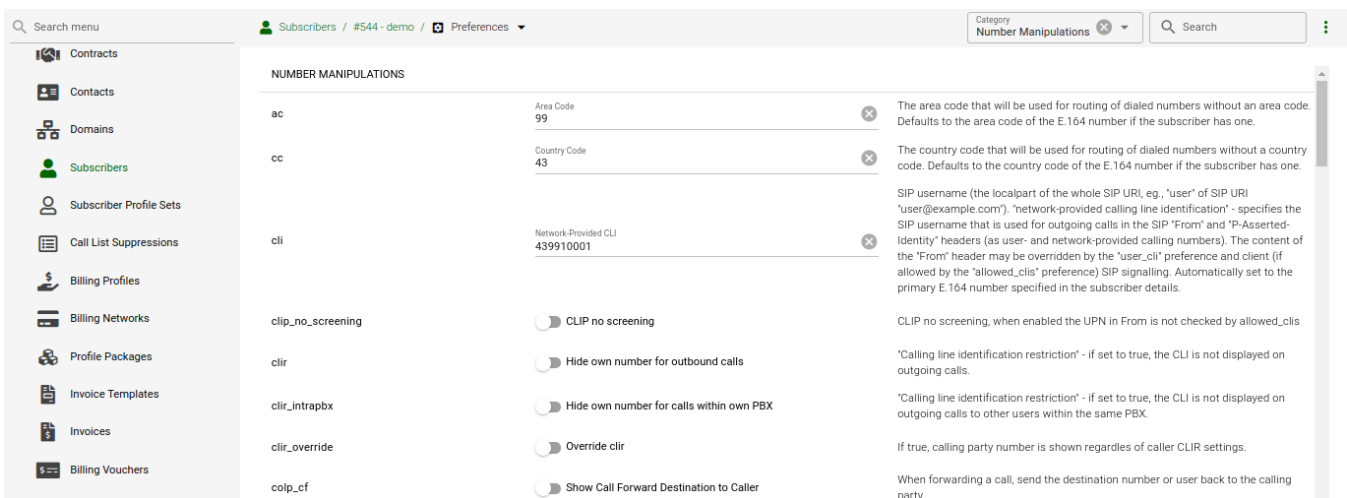 Search menu
Subscribers / #544 - demo / Preferences
Category
Number Manipulations
Search
Contracts
Contacts
Domains
Subscribers
Subscriber Profile Sets
Call List Suppressions
Billing Profiles
Billing Networks
Profile Packages
Invoice Templates
Invoices
Billing Vouchers
NUMBER MANIPULATIONS
ac
Area Code
99
The area code that will be used for routing of dialed numbers without an area code.
Defaults to the area code of the E.164 number if the subscriber has one.
cc
Country Code
43
The country code that will be used for routing of dialed numbers without a country
code. Defaults to the country code of the E.164 number if the subscriber has one.
cli
Network-Provided CLI
439910001
SIP username (the localpart of the whole SIP URI, eg., "user" of SIP URI
"user@example.com"). "network-provided calling line identification" - specifies the
SIP username that is used for outgoing calls in the SIP "From" and "P-Asserted-
Identity" headers (as user- and network-provided calling numbers). The content of
the "From" header may be overridden by the "user_cli" preference and client (if
allowed by the "allowed_clis" preference) SIP signalling. Automatically set to the
primary E.164 number specified in the subscriber details.
clip_no_screening
CLIP no screening
CLIP no screening, when enabled the UPN in From is not checked by allowed_clis
clir
Hide own number for outbound calls
"Calling line identification restriction" - if set to true, the CLI is not displayed on
outgoing calls.
clir_intrapbx
Hide own number for calls within own PBX
"Calling line identification restriction" - if set to true, the CLI is not displayed on
outgoing calls to other users within the same PBX.
clir_override
Override clir
If true, calling party number is shown regardles of caller CLIR settings.
colp_cf
Show Call Forward Destination to Caller
When forwarding a call, send the destination number or user back to the calling
party